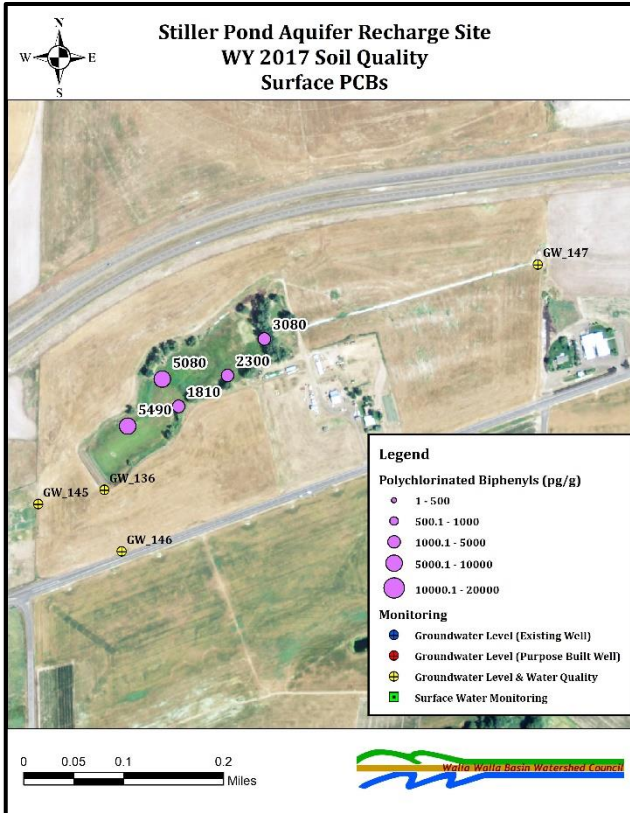 Stiller Pond Aquifer Recharge Site
WY 2017 Soil Quality
Surface PCBs
N
W E
S
GW_147
3080
5080
2300
1810
5490
GW_136
GW_145
GW_146
Legend
Polychlorinated Biphenyls (pg/g)
1 - 500
500.1 - 1000
1000.1 - 5000
5000.1 - 10000
10000.1 - 20000
Monitoring
Groundwater Level (Existing Well)
Groundwater Level (Purpose Built Well)
Groundwater Level & Water Quality
Surface Water Monitoring
0 0.05 0.1 0.2
Miles
Walla Walla Basin Watershed Council